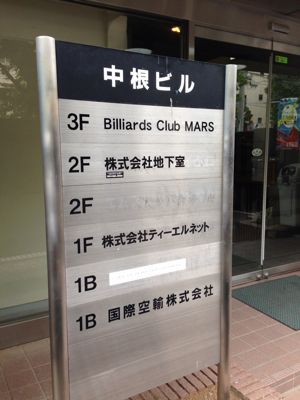 中根ビル
3F Billiards Club MARS
2F 株式会社地下室
2F
1F 株式会社ティーエルネット
1B
1B 国際空輸株式会社